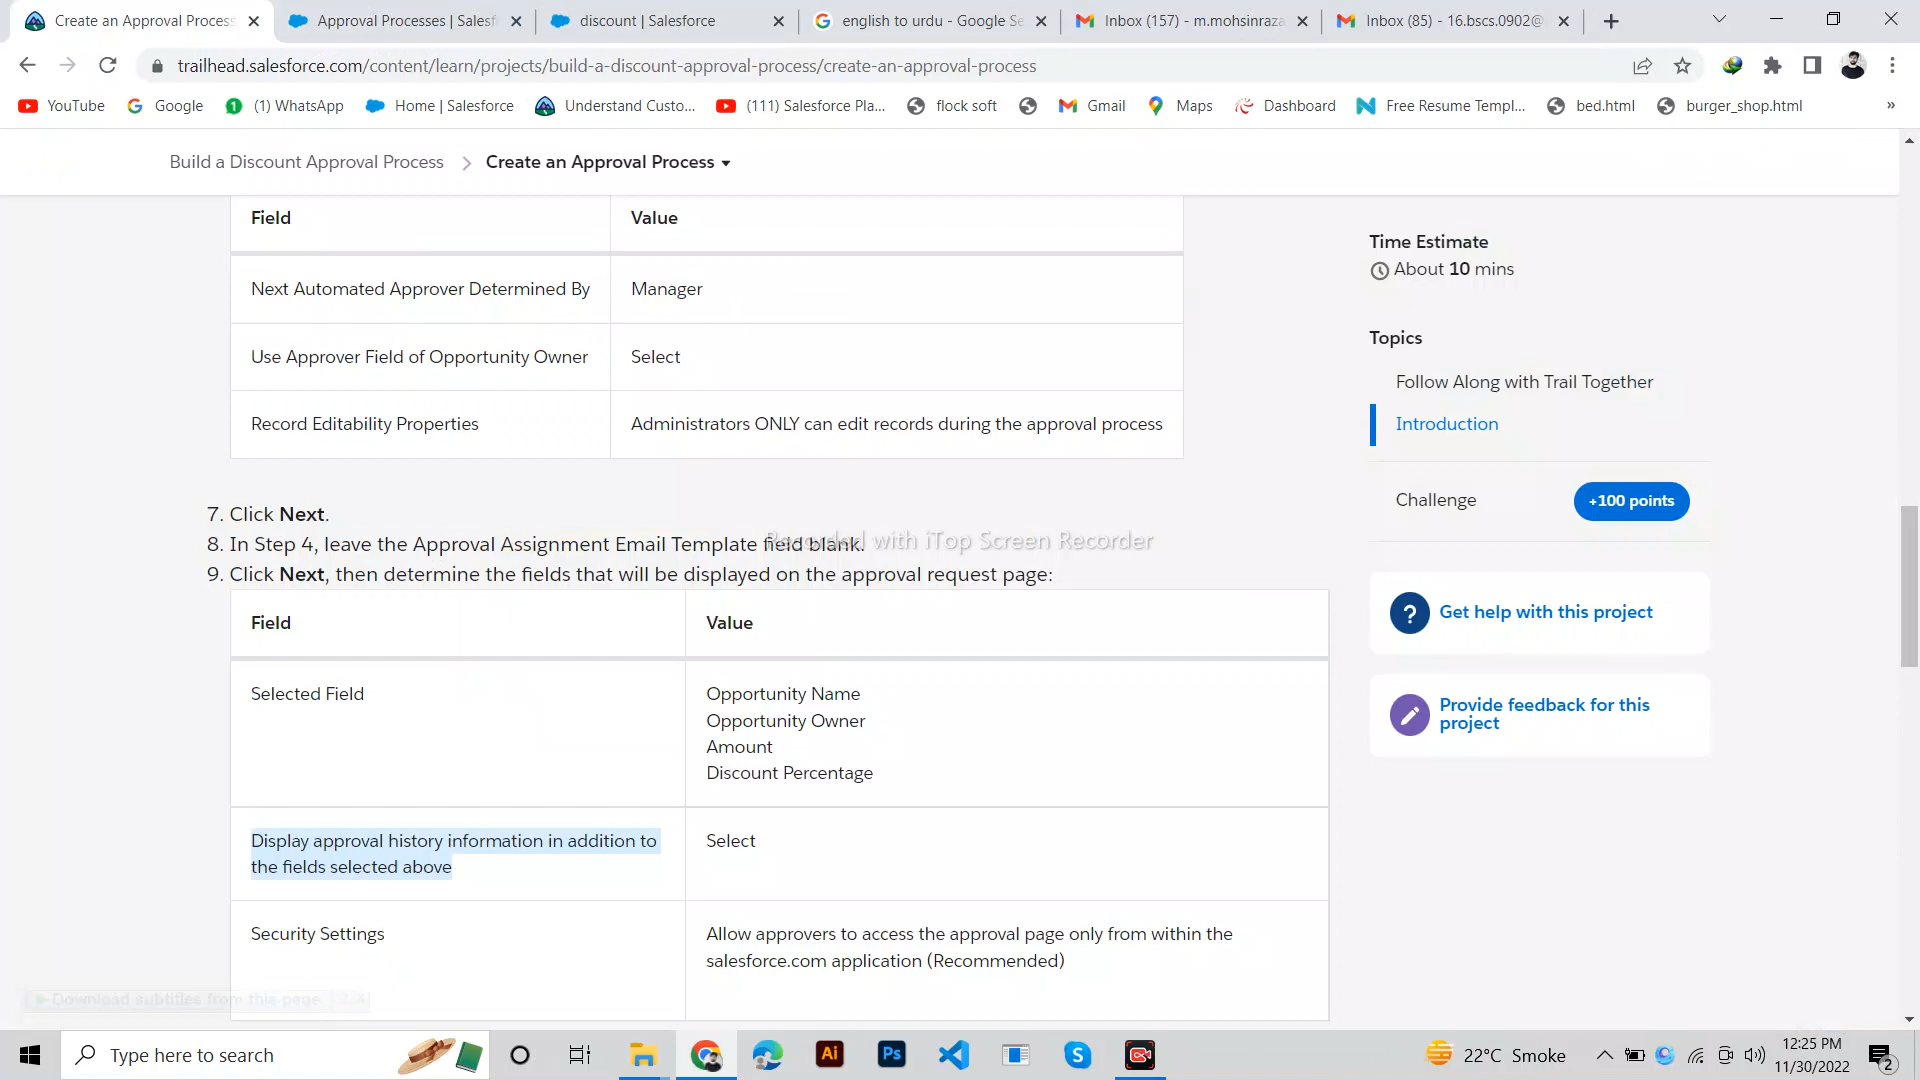 Create an Approval Process
Approval Processes | Salesf
discount | Salesforce
english to urdu - Google Se
Inbox (157) - m.mohsinraza
Inbox (85) - 16.bscs.0902@
trailhead.salesforce.com/content/learn/projects/build-a-discount-approval-process/create-an-approval-process
YouTube
Google
(1) WhatsApp
Home | Salesforce
Understand Custo...
(111) Salesforce Pla...
flock soft
Gmail
Maps
Dashboard
Free Resume Templ...
bed.html
burger_shop.html
»
Build a Discount Approval Process
Create an Approval Process
Field Value
Next Automated Approver Determined By Manager
Use Approver Field of Opportunity Owner Select
Record Editability Properties Administrators ONLY can edit records during the approval process
7. Click Next.
8. In Step 4, leave the Approval Assignment Email Template field blank.
Recorded with iTop Screen Recorder
9. Click Next, then determine the fields that will be displayed on the approval request page:
Field Value
Selected Field Opportunity Name
Opportunity Owner
Amount
Discount Percentage
Display approval history information in addition to
the fields selected above
Select
Security Settings Allow approvers to access the approval page only from within the
salesforce.com application (Recommended)
Time Estimate
About 10 mins
Topics
Follow Along with Trail Together
Introduction
Challenge
+100 points
Get help with this project
Provide feedback for this
project
Download subtitles from this page
Type here to search
Ai
Ps
22°C Smoke
12:25 PM
11/30/2022
2